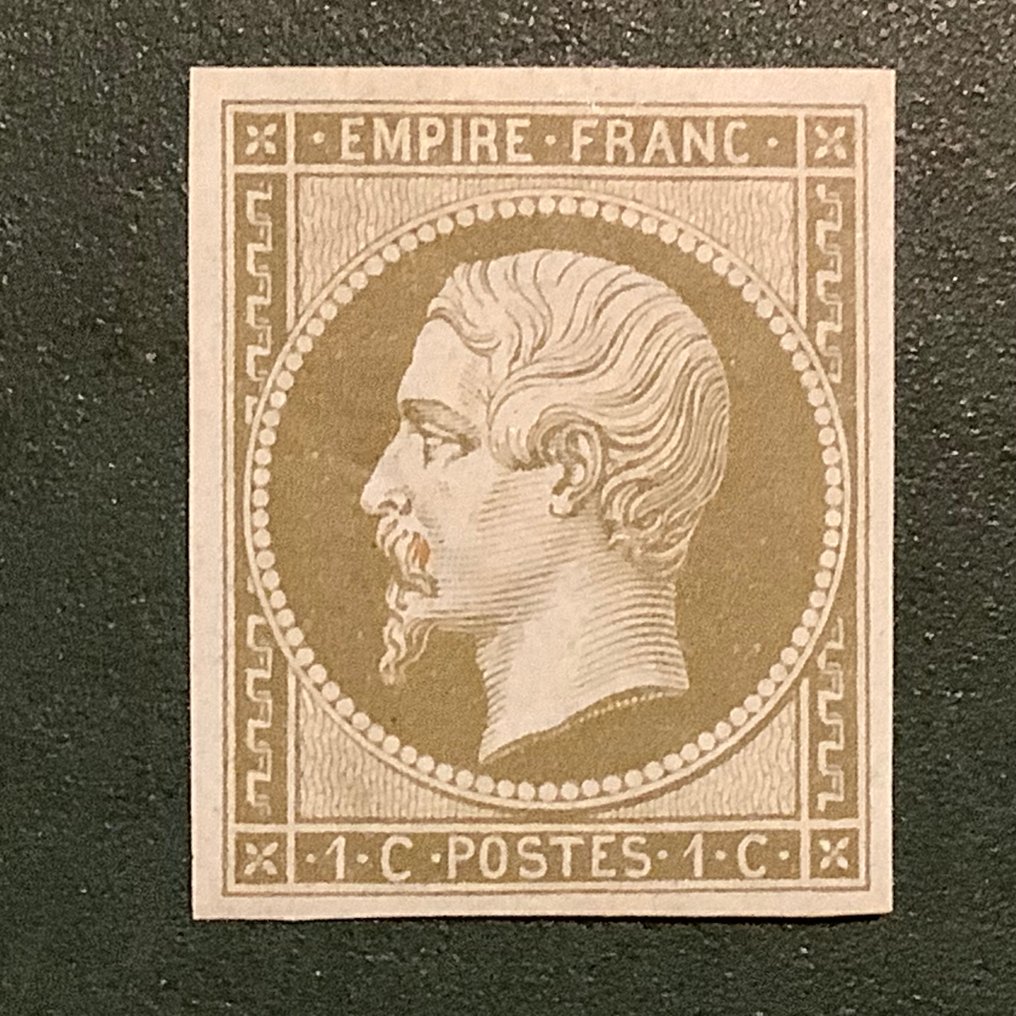 · EMPIRE · FRANC ·
· 1 · C · POSTES · 1 · C ·